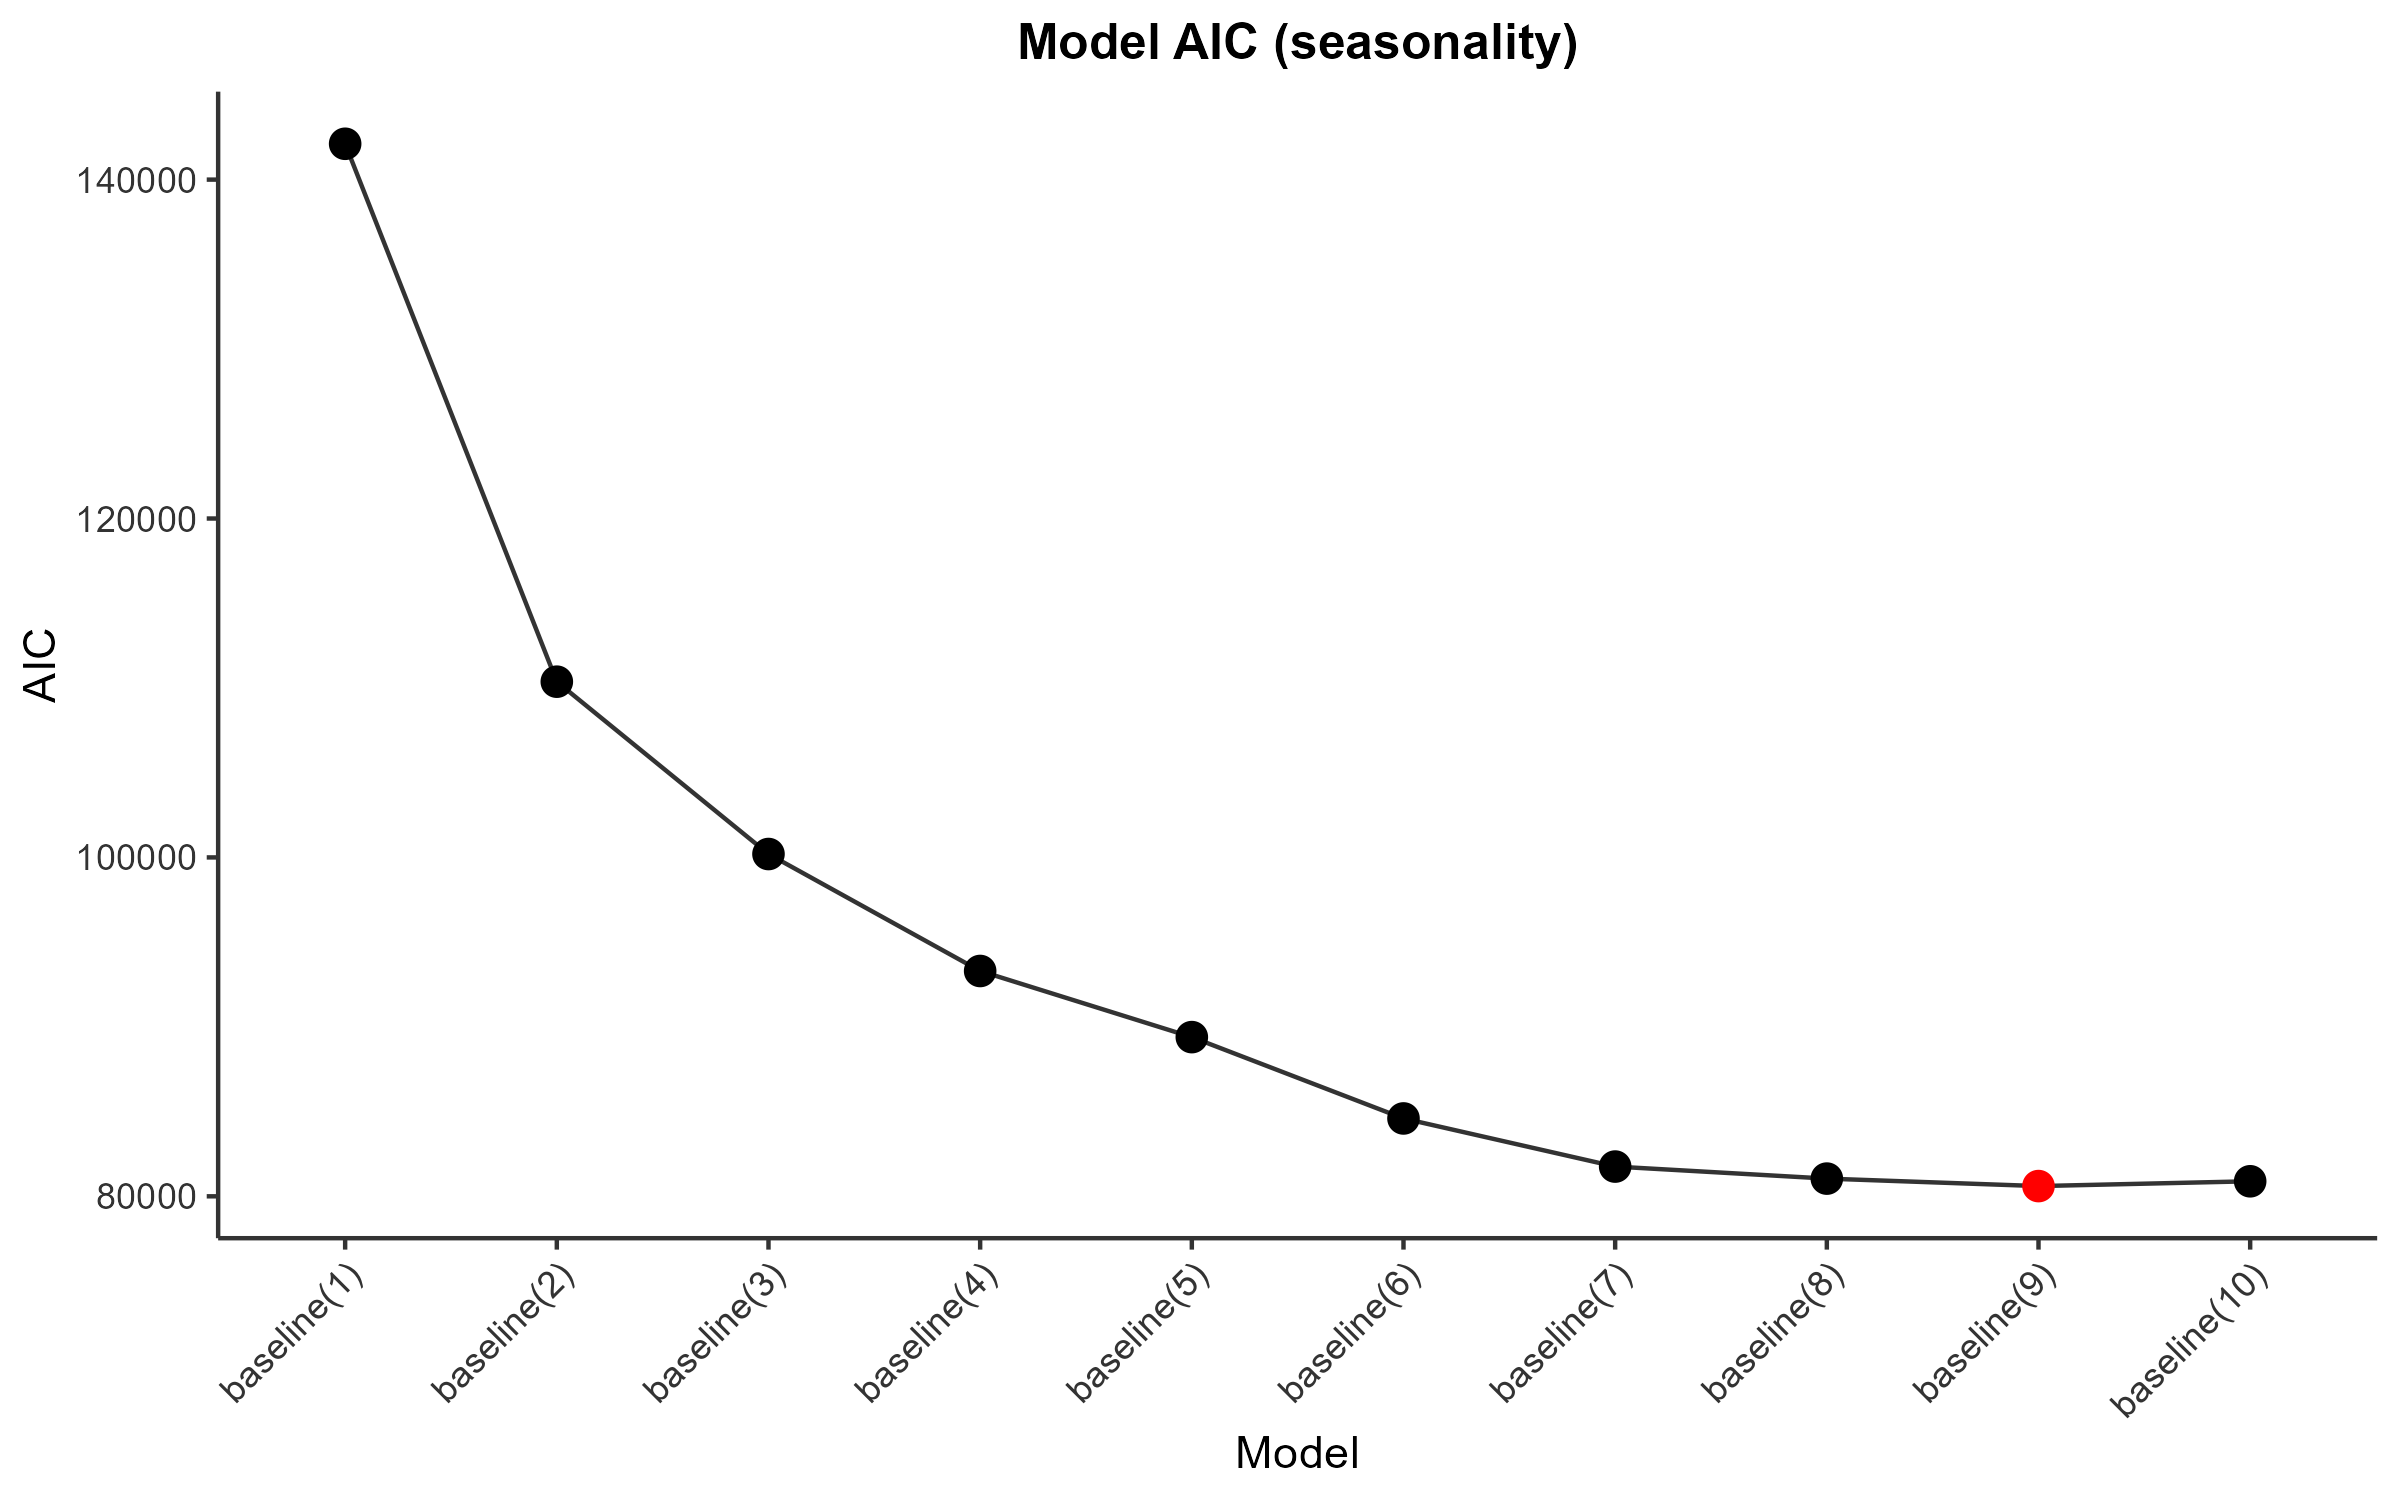 Model AIC (seasonality)
AIC
140000
120000
100000
80000
baseline(1)
baseline(2)
baseline(3)
baseline(4)
baseline(5)
baseline(6)
baseline(7)
baseline(8)
baseline(9)
baseline(10)
Model